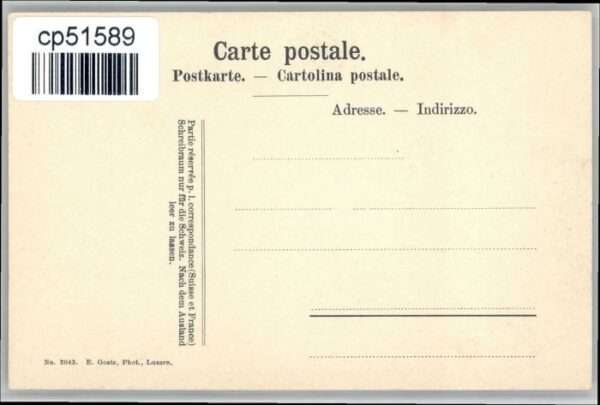 cp51589
Carte postale.
Postkarte. — Cartolina postale.
Adresse. — Indirizzo.
Partie réservée p. l. correspondance (Suisse et France)
Schreibraum nur für die Schweiz. Nach dem Ausland
leer zu lassen.
No. 3043. E. Goetz, Phot., Luzern.